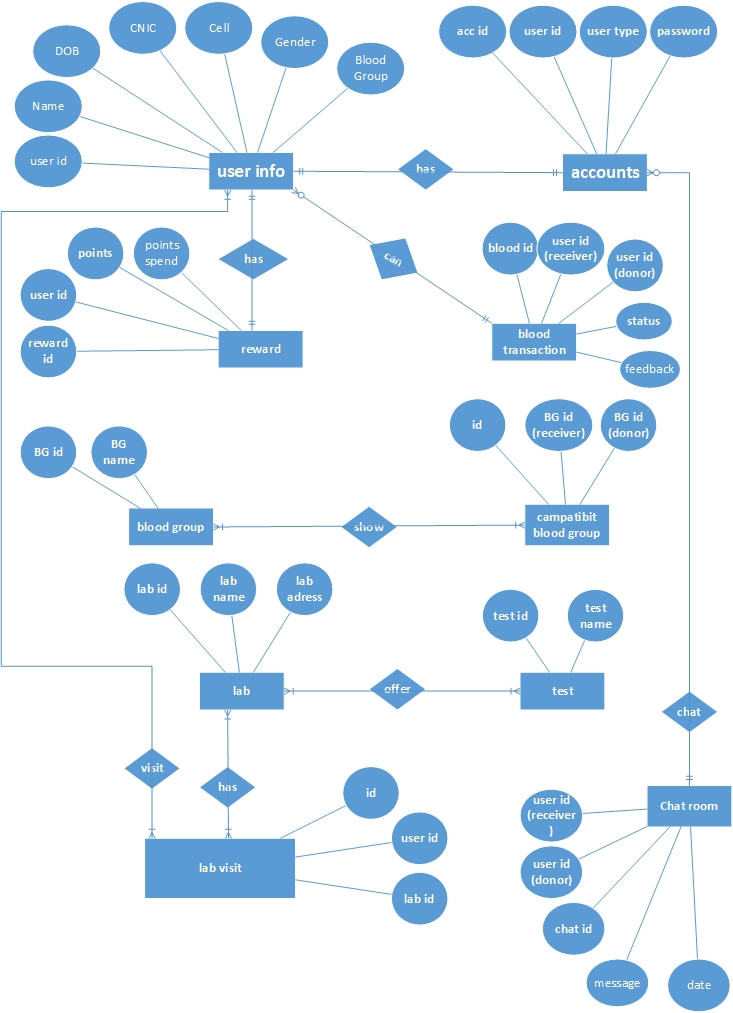 CNIC
Cell
DOB
Gender
Blood
Group
Name
user id
user info
acc id
user id
user type
password
has
accounts
has
can
points
points
spend
user id
reward
id
reward
blood id
user id
(receiver)
user id
(donor)
status
feedback
blood
transaction
BG id
BG
name
blood group
show
id
BG id
(receiver)
BG id
(donor)
campatibit
blood group
lab id
lab
name
lab
adress
lab
offer
test id
test
name
test
chat
visit
has
lab visit
id
user id
lab id
Chat room
user id
(receiver
)
user id
(donor)
chat id
message
date